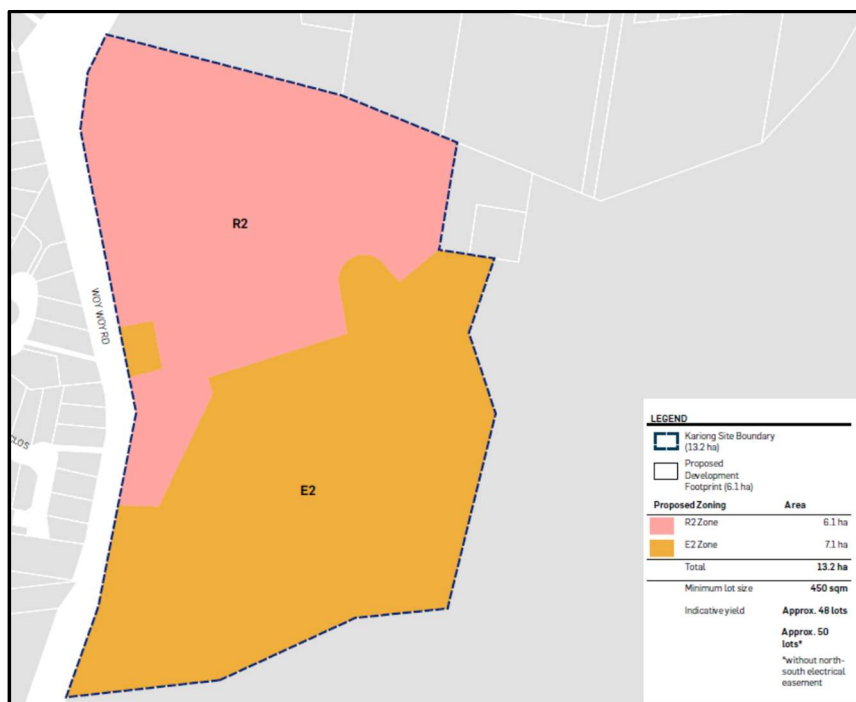 R2
WOY WOY RD
CLOS
E2
LEGEND
Kariong Site Boundary
(13.2 ha)
Proposed
Development
Footprint (6.1 ha)
Proposed Zoning Area
R2 Zone 6.1 ha
E2 Zone 7.1 ha
Total 13.2 ha
Minimum lot size 450 sqm
Indicative yield Approx. 48 lots
Approx. 50
lots*
*without north-
south electrical
easement